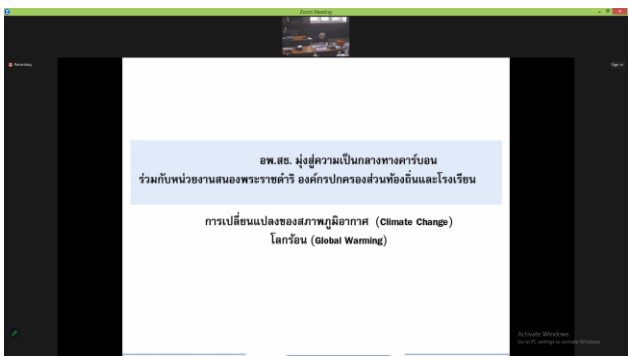 Zoom Meeting
Recording
Sign in
อพ.สธ. มุ่งสู่ความเป็นกลางทางคาร์บอน
ร่วมกับหน่วยงานสนองพระราชดำริ องค์กรปกครองส่วนท้องถิ่นและโรงเรียน
การเปลี่ยนแปลงของสภาพภูมิอากาศ (Climate Change)
โลกร้อน (Global Warming)
Activate Windows
Go to PC settings to activate Windows.